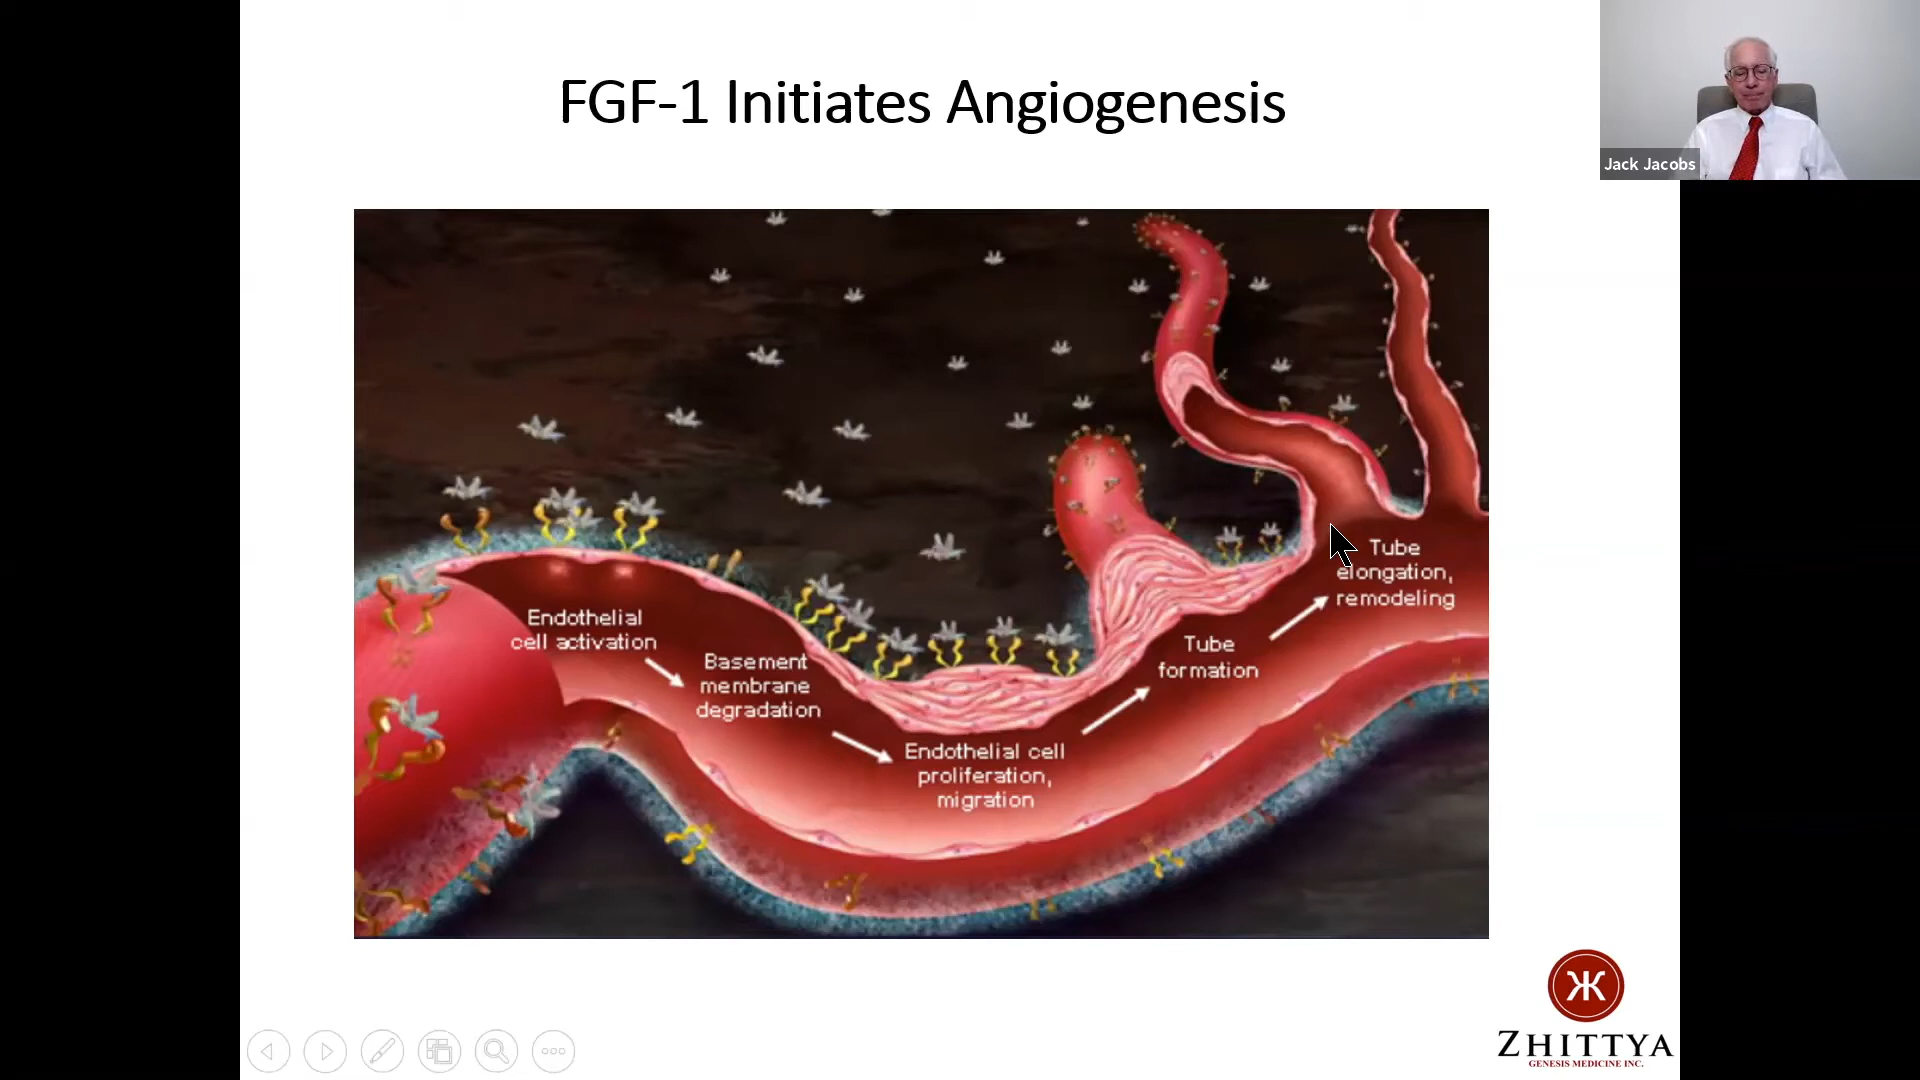 FGF-1 Initiates Angiogenesis
Jack Jacobs
Endothelial
cell activation
Basement
membrane
degradation
Endothelial cell
proliferation,
migration
Tube
formation
Tube
elongation,
remodeling
ZHITTYA
GENESIS MEDICINE INC.